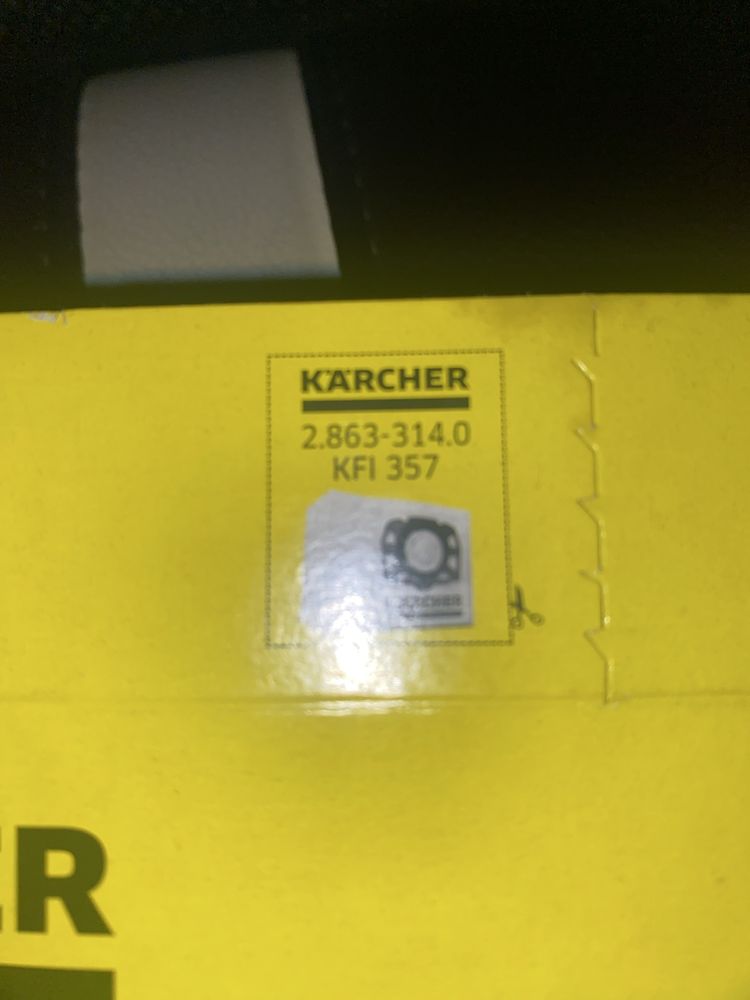 KÄRCHER
2.863-314.0
KFI 357
KÄRCHER
ER